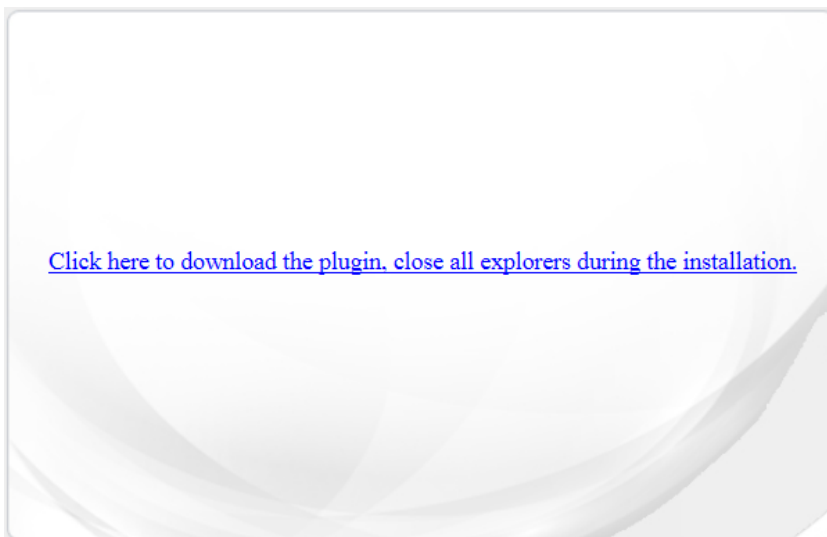 Click here to download the plugin, close all explorers during the installation.